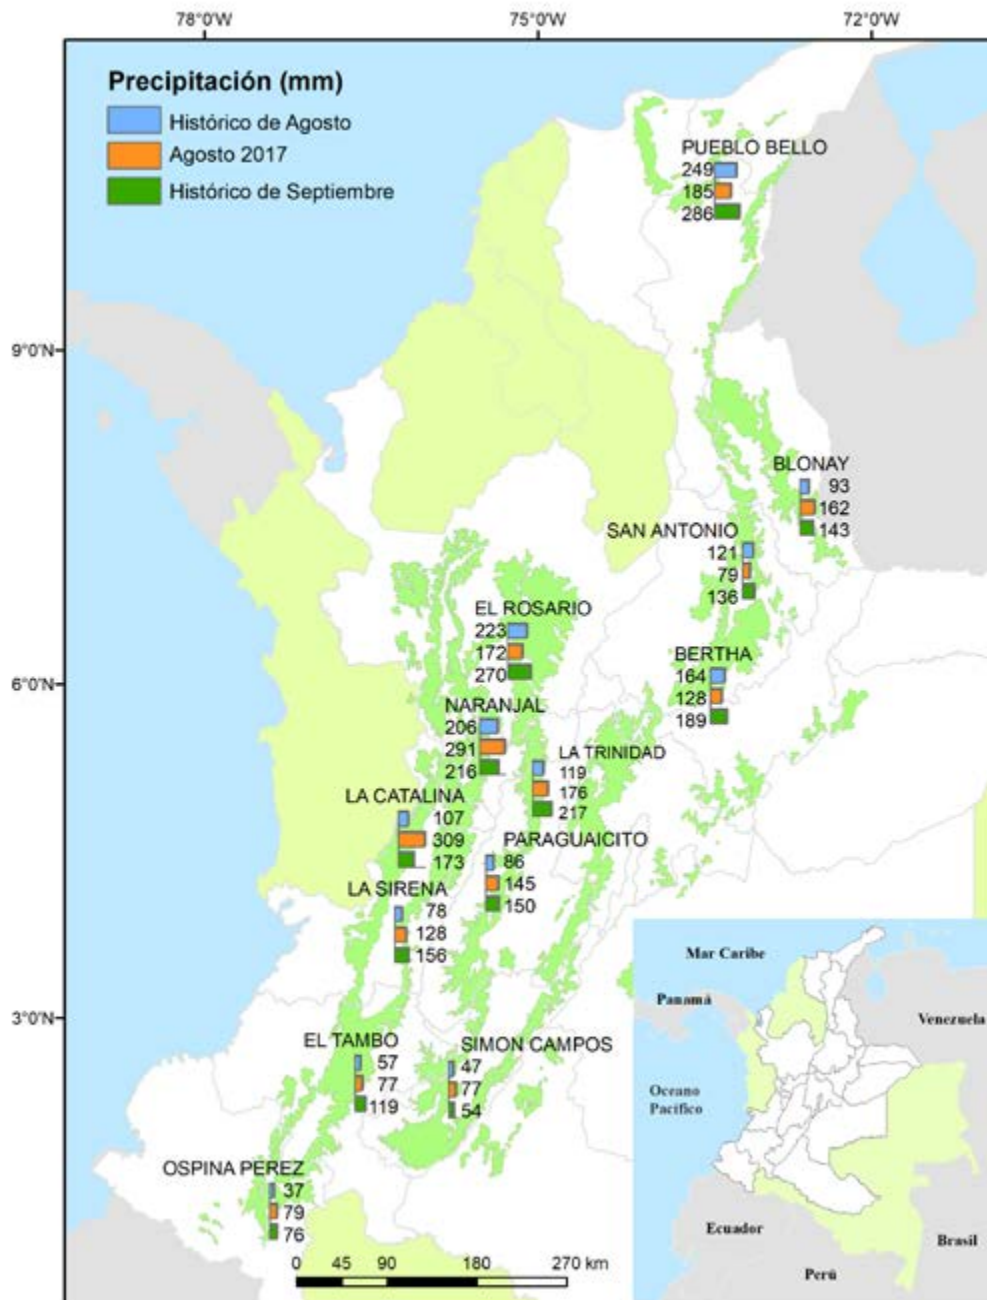 78°0'W 75°0'W 72°0'W
Precipitación (mm)
Histórico de Agosto
Agosto 2017
Histórico de Septiembre
PUEBLO BELLO
249
185
286
9°0'N
BLONAY
93
162
143
SAN ANTONIO
121
79
136
EL ROSARIO
223
172
270
BERTHA
164
128
189
6°0'N
NARANJAL
206
291
216
LA TRINIDAD
119
176
217
LA CATALINA
107
309
173
PARAGUAICITO
86
145
150
LA SIRENA
78
128
156
3°0'N
EL TAMBO
57
77
119
SIMON CAMPOS
47
77
54
OSPINA PEREZ
37
79
76
0 45 90 180 270 km
Mar Caribe
Panamá
Venezuela
Oceano
Pacífico
Ecuador
Brasil
Perú